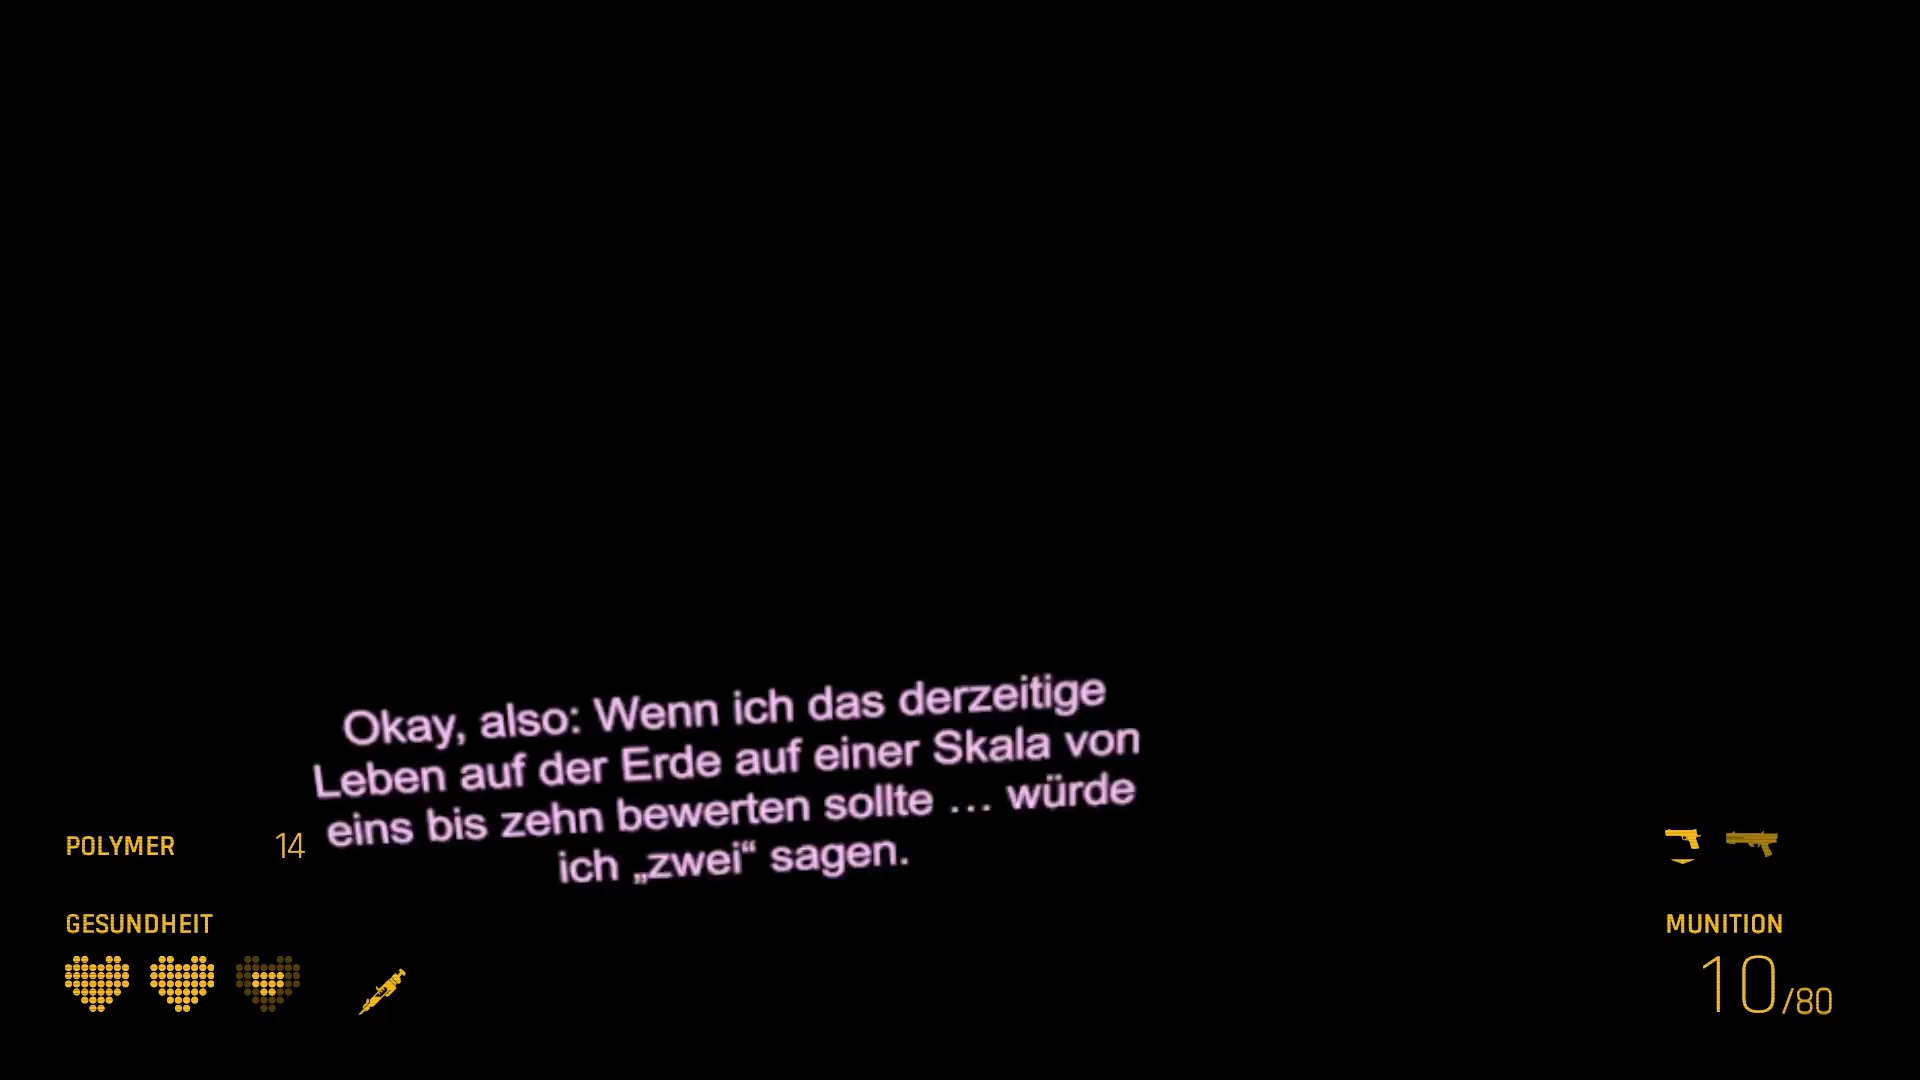 Okay, also: Wenn ich das derzeitige
Leben auf der Erde auf einer Skala von
eins bis zehn bewerten sollte … würde
ich „zwei“ sagen.
POLYMER 14
GESUNDHEIT
MUNITION
10/80